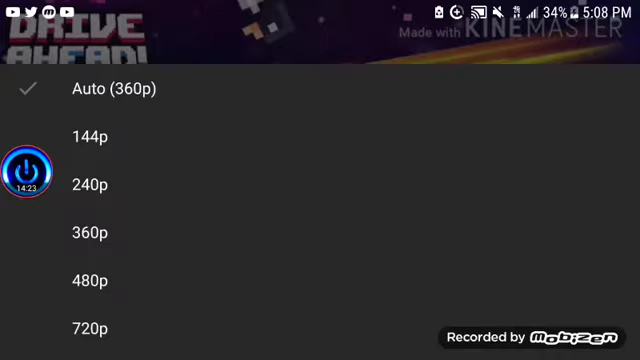 34% 5:08 PM
DRIVE
AHEAD!
Made with KINEMASTER
Auto (360p)
144p
14:23
240p
360p
480p
720p
Recorded by mobizen